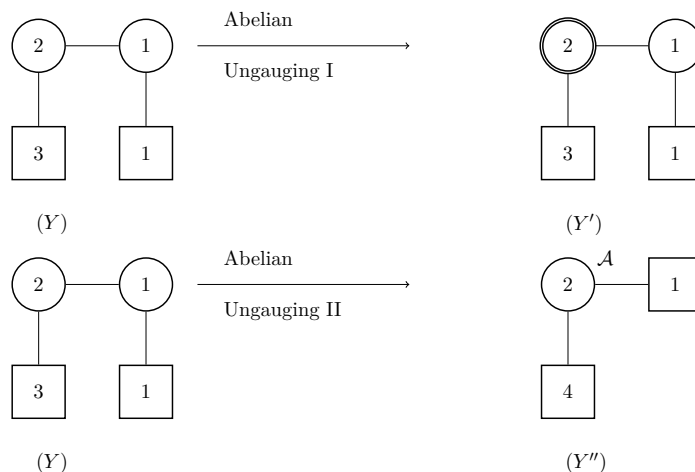 2 1 Abelian 2 1
Ungauging I
3 1 3 1
(Y) (Y′)
2 1 Abelian 2 𝒜 1
Ungauging II
3 1 4
(Y) (Y′′)